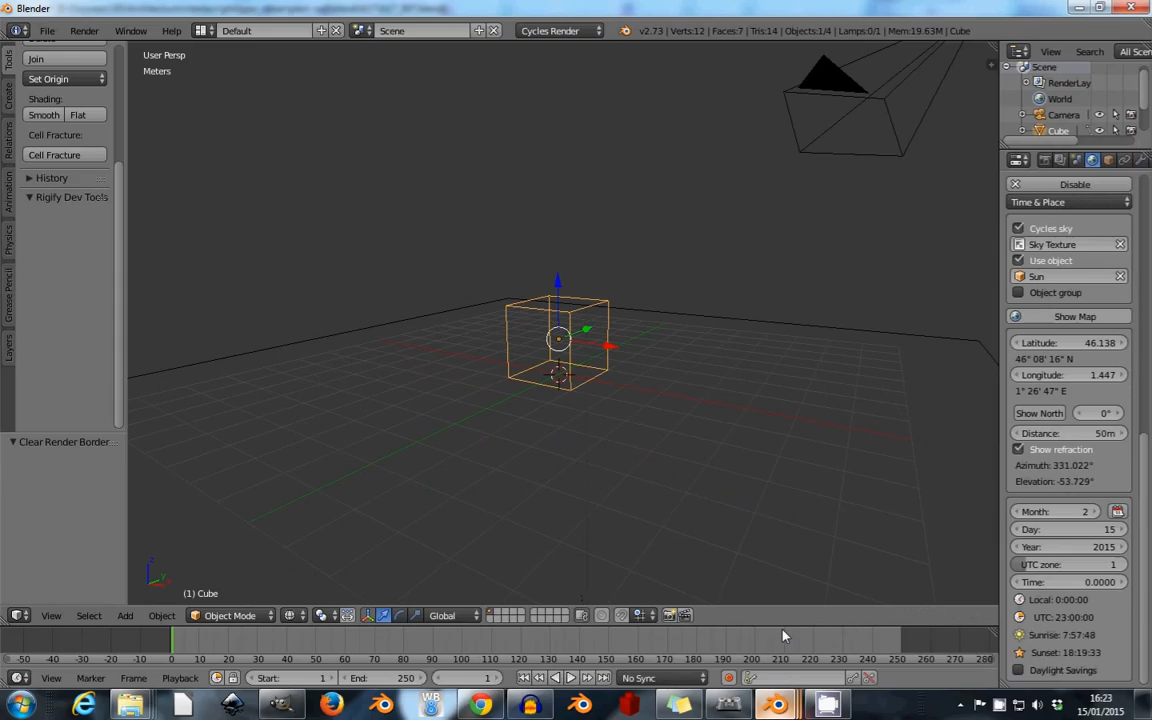 Blender
File Render Window Help Default Scene Cycles Render v2.73 | Verts:12 | Faces:7 | Tris:14 | Objects:1/4 | Lamps:0/1 | Mem:19.63M | Cube
Join
Set Origin
Shading:
Smooth Flat
Cell Fracture:
Cell Fracture
History
Rigify Dev Tools
Clear Render Border
Tools
Create
Relations
Animation
Physics
Grease Pencil
Layers
User Persp
Meters
(1) Cube
View Search All Scen
Scene
RenderLay
World
Camera
Cube
Disable
Time & Place
Cycles sky
Sky Texture
Use object
Sun
Object group
Show Map
Latitude: 46.138
46° 08' 16" N
Longitude: 1.447
1° 26' 47" E
Show North 0°
Distance: 50m
Show refraction
Azimuth: 331.022°
Elevation: -53.729°
Month: 2
Day: 15
Year: 2015
UTC zone: 1
Time: 0.0000
Local: 0:00:00
UTC: 23:00:00
Sunrise: 7:57:48
Sunset: 18:19:33
Daylight Savings
View Select Add Object Object Mode Global
-50 -40 -30 -20 -10 0 10 20 30 40 50 60 70 80 90 100 110 120 130 140 150 160 170 180 190 200 210 220 230 240 250 260 270 280
View Marker Frame Playback Start: 1 End: 250 1 No Sync
WB
16:23
15/01/2015